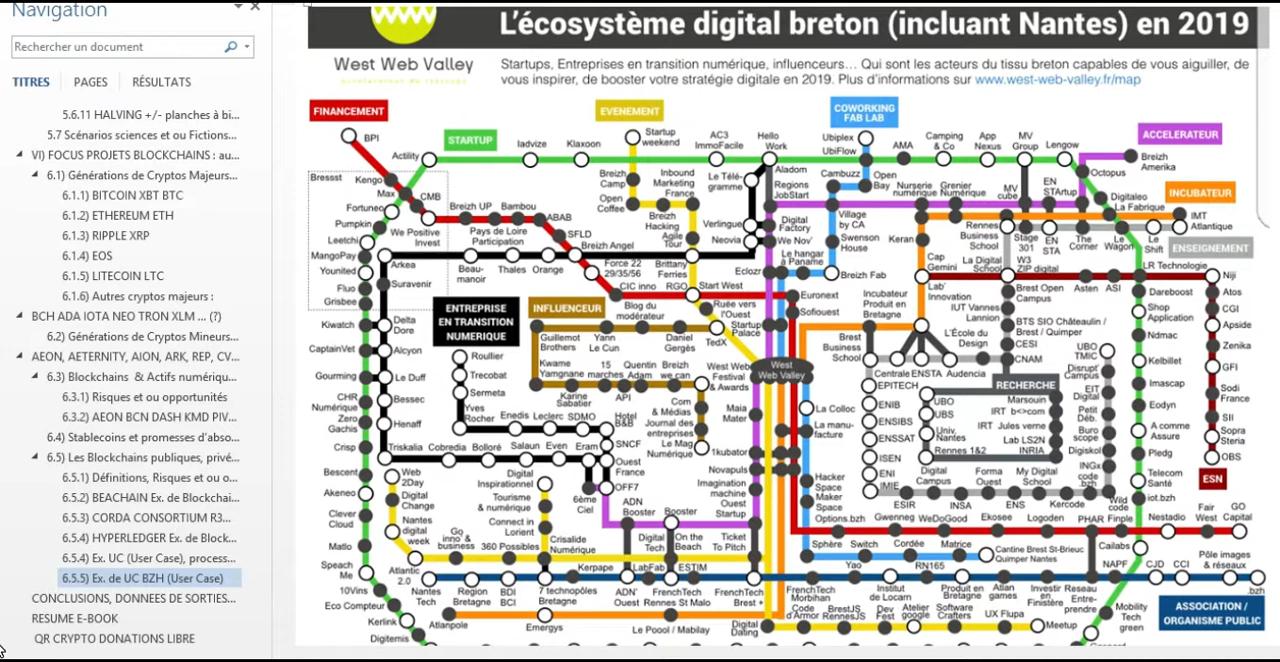 Navigation
Rechercher un document
TITRES
PAGES
RÉSULTATS
5.6.11 HALVING +/- planches à bi...
5.7 Scénarios sciences et ou Fictions...
VI) FOCUS PROJETS BLOCKCHAINS : au...
6.1) Générations de Cryptos Majeurs...
6.1.1) BITCOIN XBT BTC
6.1.2) ETHEREUM ETH
6.1.3) RIPPLE XRP
6.1.4) EOS
6.1.5) LITECOIN LTC
6.1.6) Autres cryptos majeurs :
BCH ADA IOTA NEO TRON XLM ... (?)
6.2) Générations de Cryptos Mineurs...
AEON, AETERNITY, AION, ARK, REP, CV...
6.3) Blockchains & Actifs numériqu...
6.3.1) Risques et ou opportunités
6.3.2) AEON BCN DASH KMD PIV...
6.4) Stablecoins et promesses d'abso...
6.5) Les Blockchains publiques, privé...
6.5.1) Définitions, Risques et ou o...
6.5.2) BEACHAIN Ex. de Blockchai...
6.5.3) CORDA CONSORTIUM R3...
6.5.4) HYPERLEDGER Ex. de Block...
6.5.4) Ex. UC (User Case), process...
6.5.5) Ex. de UC BZH (User Case)
CONCLUSIONS, DONNEES DE SORTIES...
RESUME E-BOOK
QR CRYPTO DONATIONS LIBRE
L'écosystème digital breton (incluant Nantes) en 2019
West Web Valley
Startups, Entreprises en transition numérique, influenceurs... Qui sont les acteurs du tissu breton capables de vous aiguiller, de
vous inspirer, de booster votre stratégie digitale en 2019. Plus d'informations sur www.west-web-valley.fr/map
FINANCEMENT
STARTUP
EVENEMENT
COWORKING
FAB LAB
ACCELERATEUR
INCUBATEUR
ENSEIGNEMENT
BPI
Actility
Iadvize
Klaxoon
Startup
weekend
AC3
ImmoFacile
Hello
Work
Ubiplex
UbiFlow
AMA
Camping
& Co
App
Nexus
MV
Group
Lengow
Breizh
Amerika
Bressst
Kengo
Max
CMB
Fortuneo
Pumpkin
Leetchi
We Positive
Invest
Breizh UP
Bambou
ABAB
Pays de Loire
Participation
SFLD
Breizh Angel
Breizh
Camp
Open
Coffee
Inbound
Marketing
France
Breizh
Hacking
Agile
Tour
Le Télé-
gramme
Verlingue
Neovia
Aladom
Regions
JobStart
Digital
Factory
We Nov'
Le hangar
à Paname
Cambuzz
Open
Bay
Village
by CA
Swenson
House
Breizh Fab
Nurserie
numérique
Grenier
Numérique
Keran
Cap
Gemini
Lab'
Innovation
MV
cube
EN
STArtup
Octopus
Digitaleo
La Fabrique
IMT
Atlantique
Rennes
Business
School
Stage
301
EN
STA
The
Corner
Le
Wagon
Le
Shift
La Digital
School
W3
ZIP digital
LR Technologie
Niji
MangoPay
Younited
Fluo
Grisbee
Arkea
Suravenir
Beau-
manoir
Thales
Orange
Force 22
29/35/56
CIC inno
Brittany
Ferries
RGO
Start West
Eclozr
Euronext
Sofiouest
Incubateur
Produit en
Bretagne
Brest Open
Campus
Asten
ASI
Dareboost
Atos
CGI
Apside
Zenika
GFI
Sodi
France
SII
Sopra
Steria
OBS
ESN
ENTREPRISE
EN TRANSITION
NUMERIQUE
INFLUENCEUR
Blog du
modérateur
Ruée vers
l'Ouest
Startup
Palace
TedX
IUT Vannes
Lannion
BTS SIO Châteaulin /
Brest / Quimper
CESI
CNAM
L'École du
Design
Shop
Application
Ndmac
Kelbillet
Imascap
Eodyn
A comme
Assure
Pledg
Telecom
Santé
iot.bzh
Kiwatch
CaptainVet
Gourming
CHR
Numérique
Zero
Gachis
Crisp
Bescent
Akeneo
Clever
Cloud
Matlo
Speach
Me
10Vins
Eco Compteur
Kerlink
Digitemis
Delta
Dore
Alcyon
Le Duff
Bessec
Henaff
Triskalia
Cobredia
Bolloré
Salaun
Even
Eram
Roullier
Trecobat
Sermeta
Yves
Rocher
Enedis
Leclerc
SDMO
Hotel
B&B
SNCF
Ouest
France
OFF7
6ème
Ciel
Guillemot
Brothers
Yann
Le Cun
Daniel
Gergès
Kwame
Yamgnane
15
marches
Quentin
Adam
Breizh
we can
Karine
Sabatier
API
Com
& Médias
Journal des
entreprises
Le Mag
Numérique
West Web
Festival
& Awards
West
Web Valley
Maia
Mater
1kubator
Novapuls
Imagination
machine
Ouest
Startup
Ticket
To Pitch
Brest
Business
School
Centrale
ENSTA
Audencia
EPITECH
ENIB
ENSIBS
ENSSAT
ISEN
ENI
IMIE
RECHERCHE
UBO
UBS
Univ.
Nantes
Rennes 1&2
Marsouin
IRT b<>com
IRT Jules verne
Lab LS2N
INRIA
UBO
TMIC
Disrupt'
Campus
EIT
Digital
Petit
Déb.
Buro
scope
Digiskol
INGx
code
.bzh
Wild
code
Digital
Campus
Forma
Ouest
My Digital
School
ESIR
INSA
ENS
Kercode
La Colloc
La manu-
facture
Hacker
Space
Maker
Space
Options.bzh
Gwenneg
WeDoGood
Ekosee
Logoden
PHAR
Finple
Nestadio
Fair
West
GO
Capital
Web
2Day
Digital
Change
Nantes
digital
week
Go
inno' &
business
360 Possibles
Digital
Inspirationnel
Tourisme
& numérique
Connect in
Lorient
Crisalide
Numérique
ADN
Booster
Booster
Digital
Tech
On the
Beach
Sphère
Switch
Cordée
Matrice
Cantine Brest St-Brieuc
Quimper Nantes
Cailabs
NAPF
CJD
CCI
Pôle images
& réseaux
.bzh
Atlantic
2.0
Nantes
Tech
Region
Bretagne
BDI
BCI
7 technopôles
Bretagne
Kerpape
ADN'
Ouest
LabFab
ESTIM
FrenchTech
Rennes St Malo
FrenchTech
Brest +
FrenchTech
Morbihan
Yao
Institut
de Locarn
RN165
Produit en
Bretagne
Atlan
games
Investir
en
Finistère
Reseau
Entre-
prendre
ASSOCIATION /
ORGANISME PUBLIC
Atlanpole
Emergys
Le Poool / Mabilay
Digital
Dating
Code
d'Armor
BrestJS
RennesJS
Dev
Fest
Atelier
google
Software
Crafters
UX Flupa
Meetup
Mobility
Tech
green